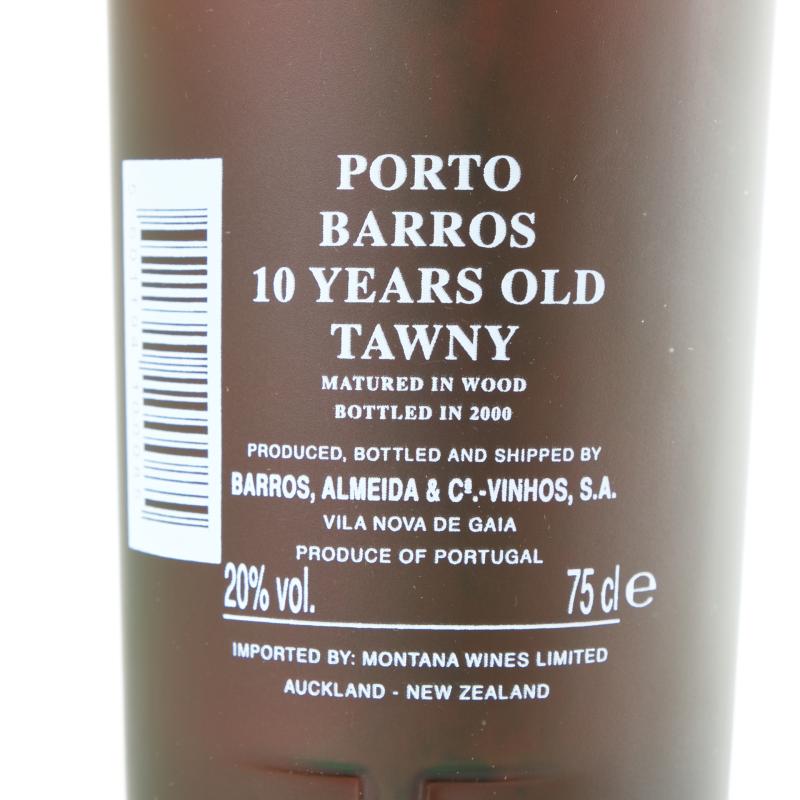 PORTO
BARROS
10 YEARS OLD
TAWNY
MATURED IN WOOD
BOTTLED IN 2000
PRODUCED, BOTTLED AND SHIPPED BY
BARROS, ALMEIDA & Cª.-VINHOS, S.A.
VILA NOVA DE GAIA
PRODUCE OF PORTUGAL
20% vol. 75 cl e
IMPORTED BY: MONTANA WINES LIMITED
AUCKLAND - NEW ZEALAND